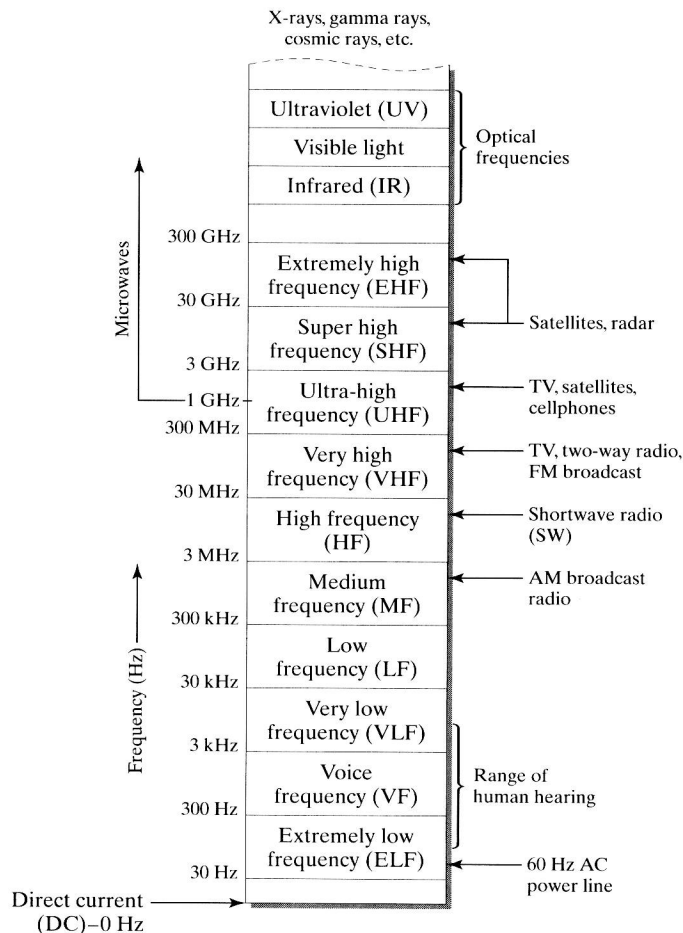 X-rays, gamma rays,
cosmic rays, etc.
Ultraviolet (UV)
Visible light
Infrared (IR)
Optical
frequencies
Microwaves
300 GHz
Extremely high
frequency (EHF)
30 GHz
Super high
frequency (SHF)
Satellites, radar
3 GHz
1 GHz
Ultra-high
frequency (UHF)
TV, satellites,
cellphones
300 MHz
Very high
frequency (VHF)
TV, two-way radio,
FM broadcast
30 MHz
High frequency
(HF)
Shortwave radio
(SW)
3 MHz
Medium
frequency (MF)
AM broadcast
radio
300 kHz
Low
frequency (LF)
30 kHz
Frequency (Hz)
Very low
frequency (VLF)
3 kHz
Voice
frequency (VF)
Range of
human hearing
300 Hz
Extremely low
frequency (ELF)
60 Hz AC
power line
30 Hz
Direct current
(DC)–0 Hz